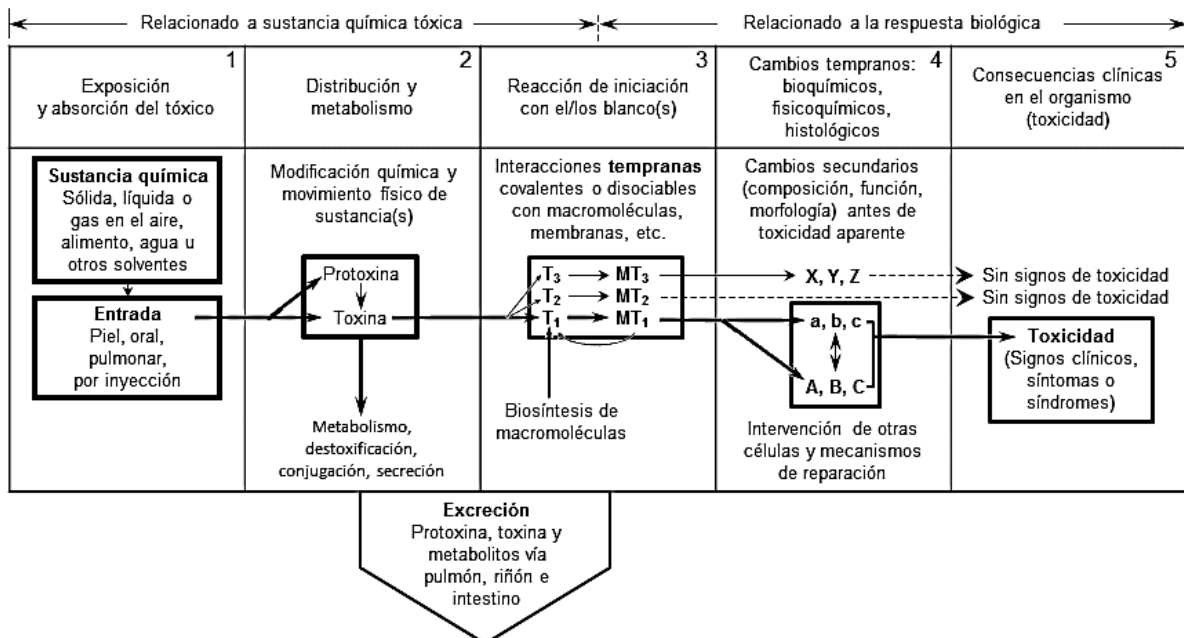 Relacionado a sustancia química tóxica
Relacionado a la respuesta biológica
1
Exposición
y absorción del tóxico
2
Distribución y
metabolismo
3
Reacción de iniciación
con el/los blanco(s)
4
Cambios tempranos:
bioquímicos,
fisicoquímicos,
histológicos
5
Consecuencias clínicas
en el organismo
(toxicidad)
Sustancia química
Sólida, líquida o
gas en el aire,
alimento, agua u
otros solventes
Entrada
Piel, oral,
pulmonar,
por inyección
Modificación química y
movimiento físico de
sustancia(s)
Protoxina
Toxina
Metabolismo,
destoxificación,
conjugación, secreción
Interacciones tempranas
covalentes o disociables
con macromoléculas,
membranas, etc.
T₃ MT₃
T₂ MT₂
T₁ MT₁
Biosíntesis de
macromoléculas
Cambios secundarios
(composición, función,
morfología) antes de
toxicidad aparente
X, Y, Z
a, b, c
A, B, C
Intervención de otras
células y mecanismos
de reparación
Sin signos de toxicidad
Sin signos de toxicidad
Toxicidad
(Signos clínicos,
síntomas o
síndromes)
Excreción
Protoxina, toxina y
metabolitos vía
pulmón, riñón e
intestino